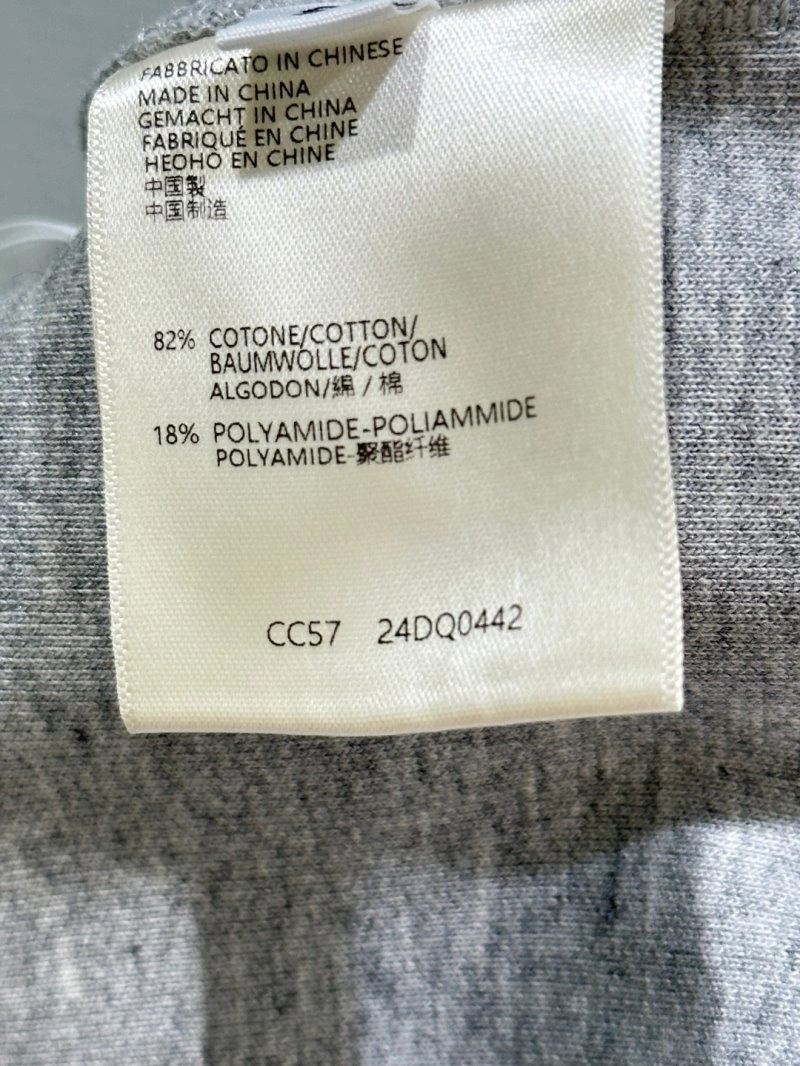 FABBRICATO IN CHINESE
MADE IN CHINA
GEMACHT IN CHINA
FABRIQUÉ EN CHINE
HEOHO EN CHINE
中国製
中国制造
82% COTONE/COTTON/
BAUMWOLLE/COTON
ALGODON/綿 / 棉
18% POLYAMIDE-POLIAMMIDE
POLYAMIDE-聚酯纤维
CC57 24DQ0442